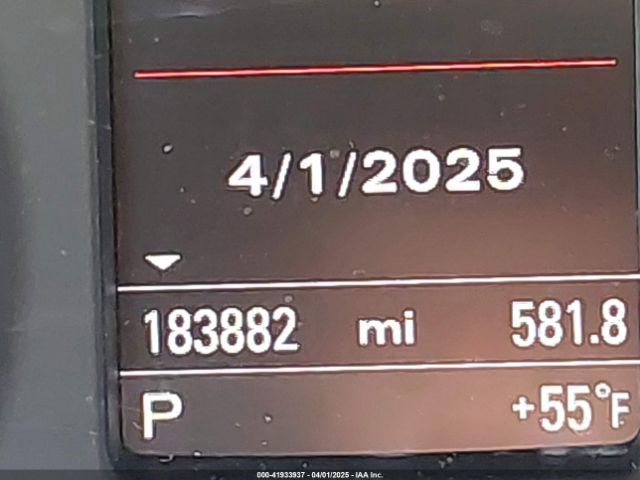 4/1/2025
183882 mi 581.8
P +55°F
000-41933937 - 04/01/2025 - IAA Inc.